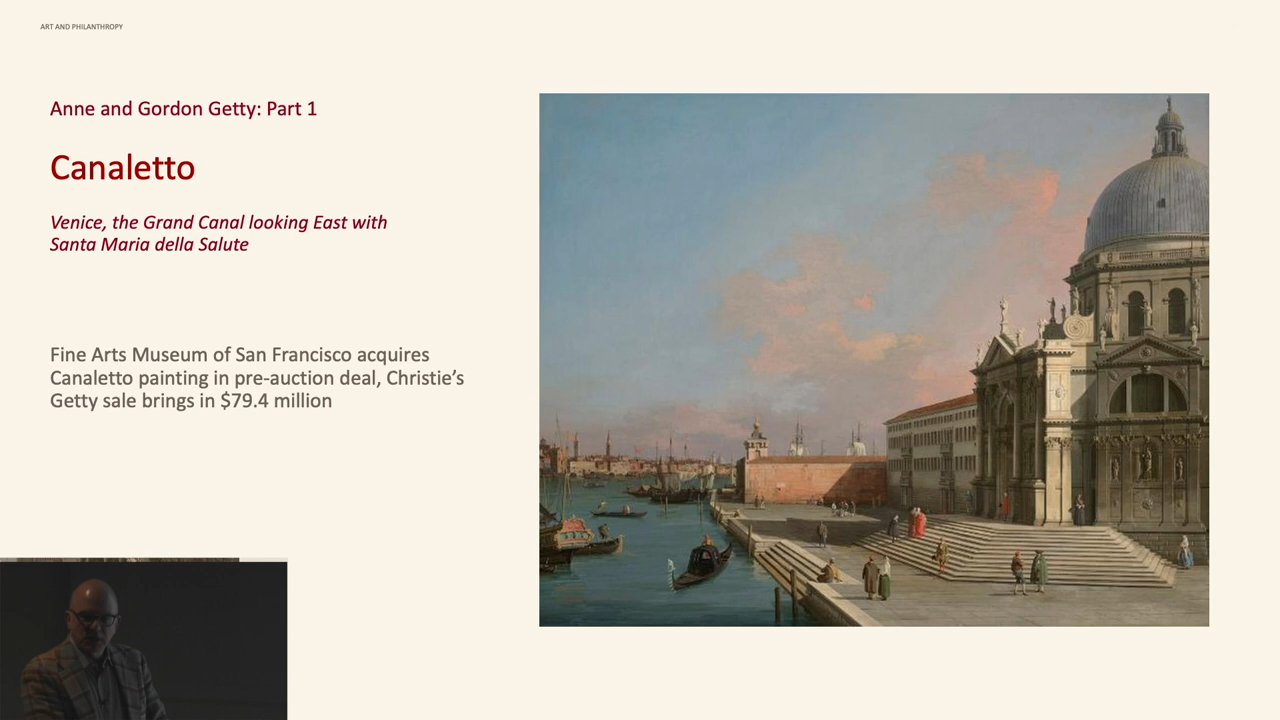 ART AND PHILANTHROPY
Anne and Gordon Getty: Part 1
Canaletto
Venice, the Grand Canal looking East with
Santa Maria della Salute
Fine Arts Museum of San Francisco acquires
Canaletto painting in pre-auction deal, Christie’s
Getty sale brings in $79.4 million